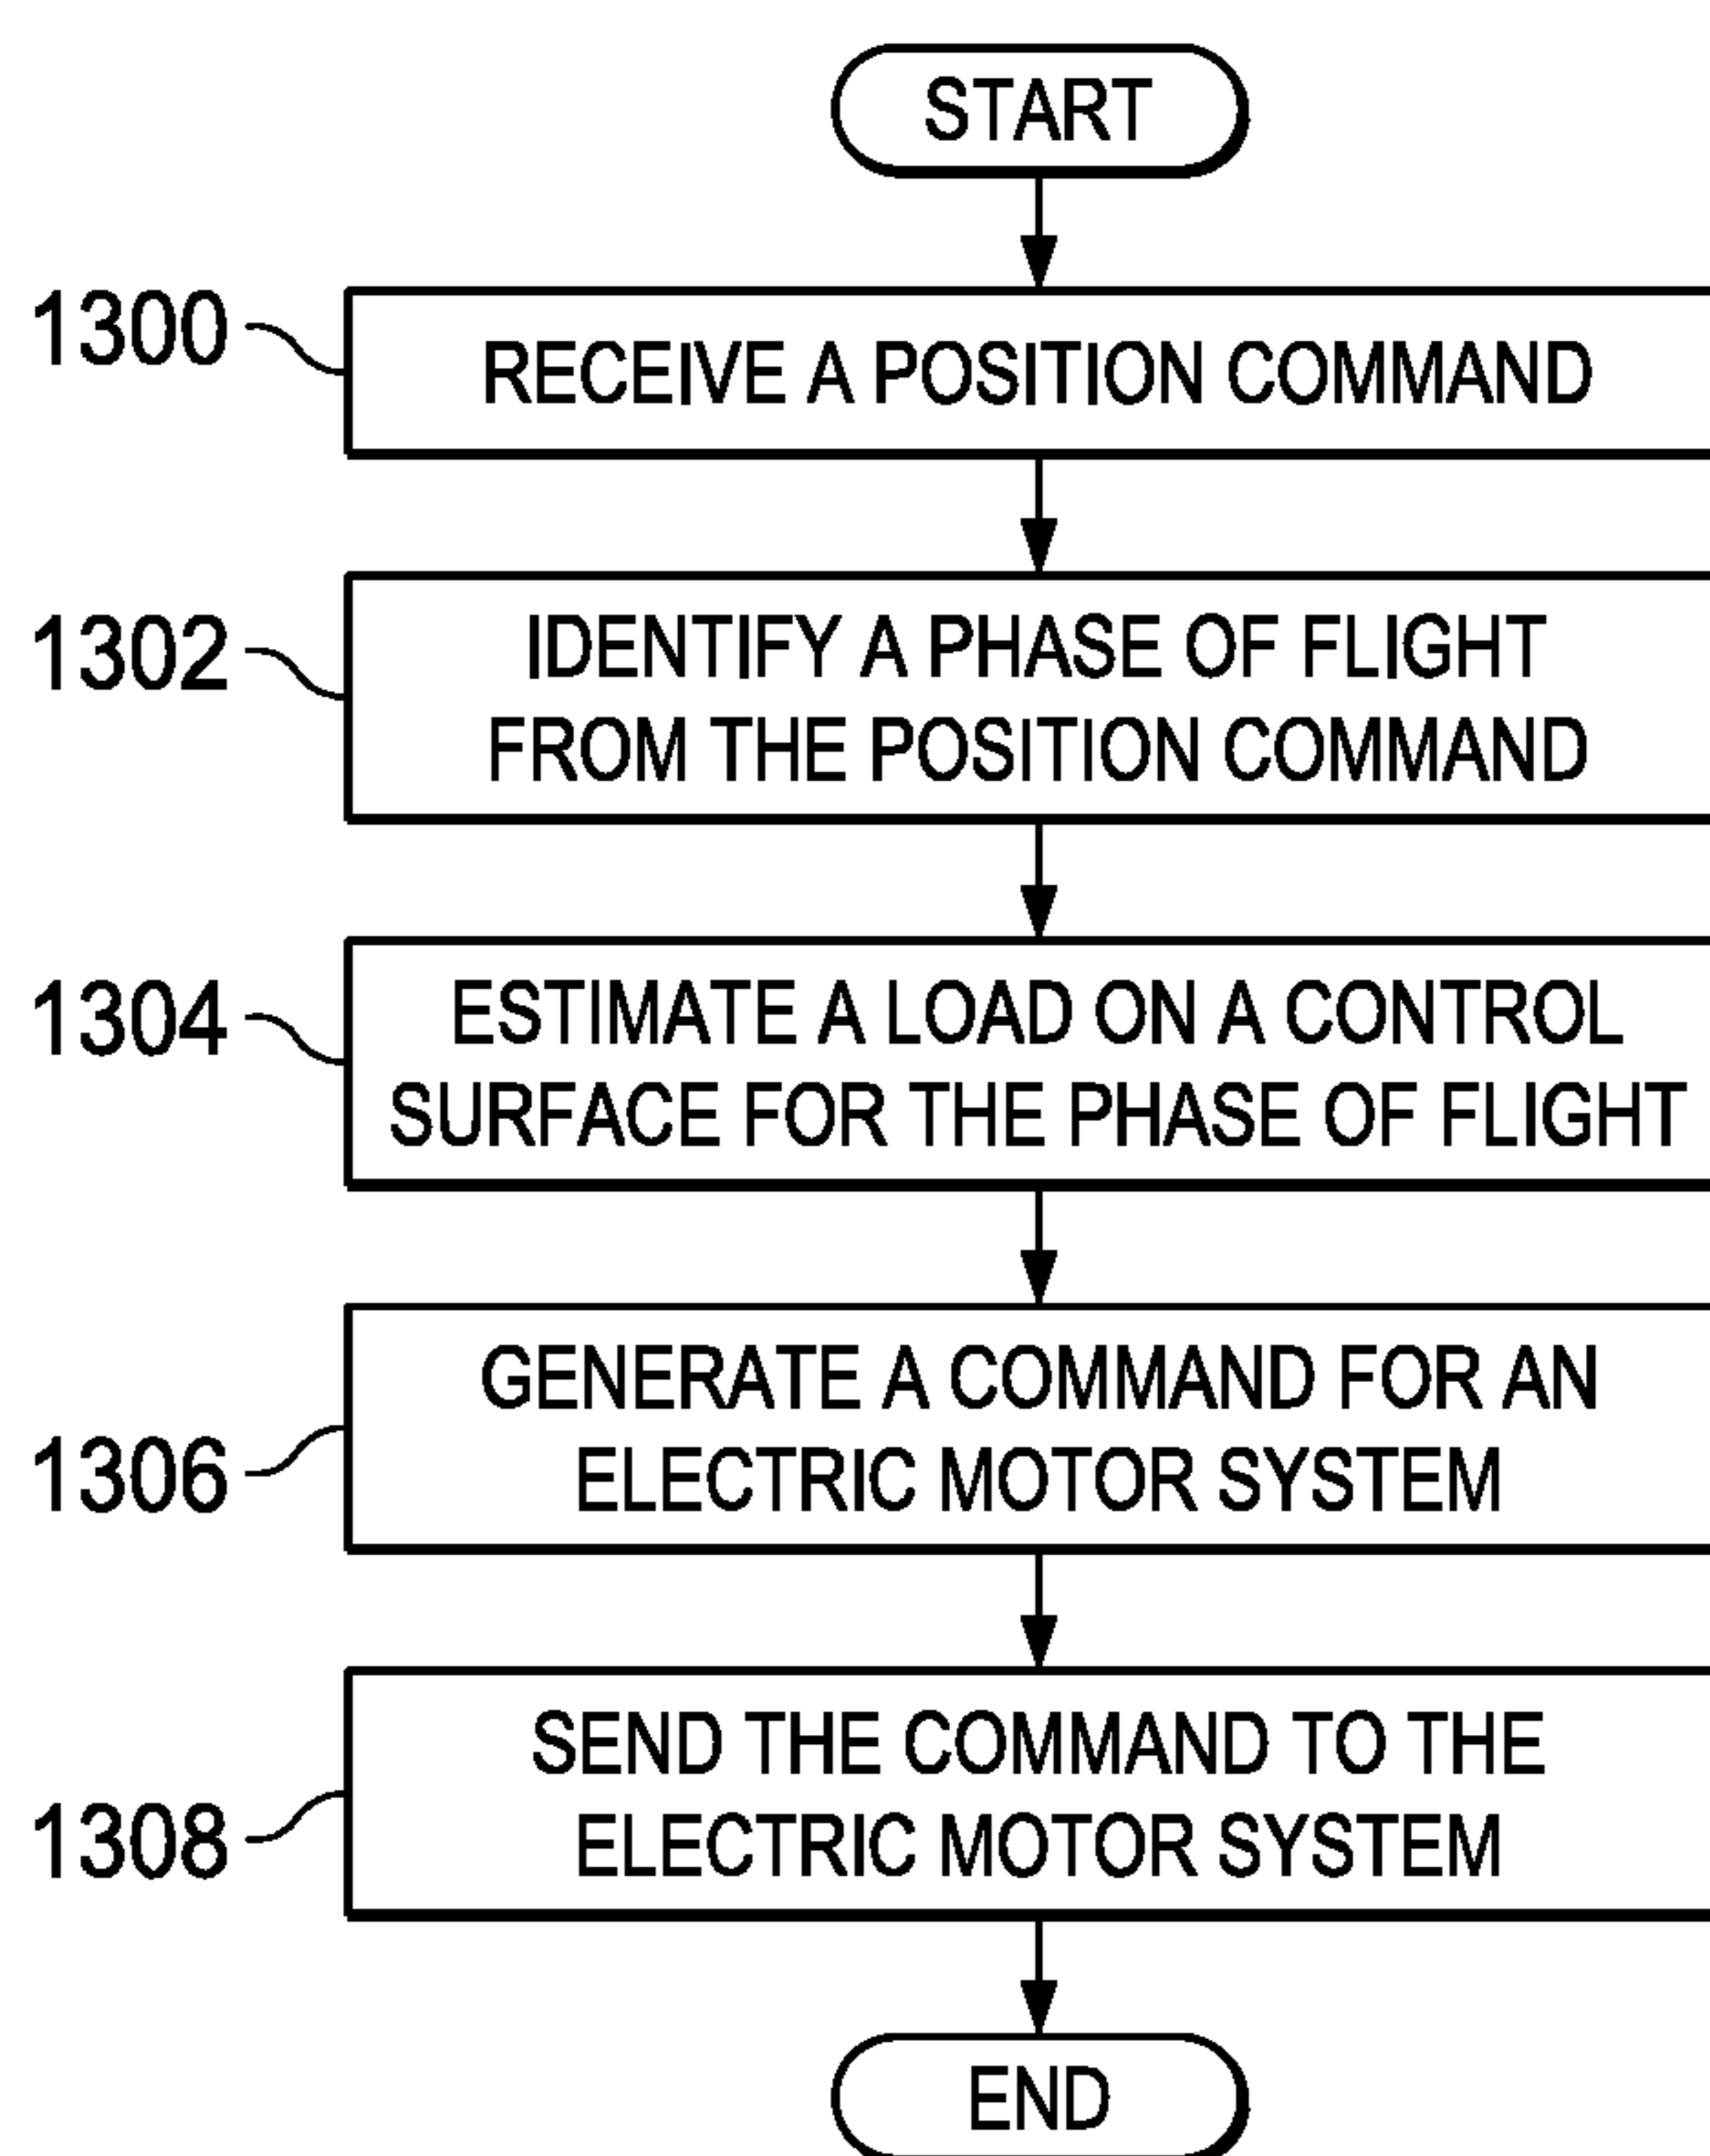 START
1300
RECEIVE A POSITION COMMAND
1302
IDENTIFY A PHASE OF FLIGHT
FROM THE POSITION COMMAND
1304
ESTIMATE A LOAD ON A CONTROL
SURFACE FOR THE PHASE OF FLIGHT
1306
GENERATE A COMMAND FOR AN
ELECTRIC MOTOR SYSTEM
1308
SEND THE COMMAND TO THE
ELECTRIC MOTOR SYSTEM
END